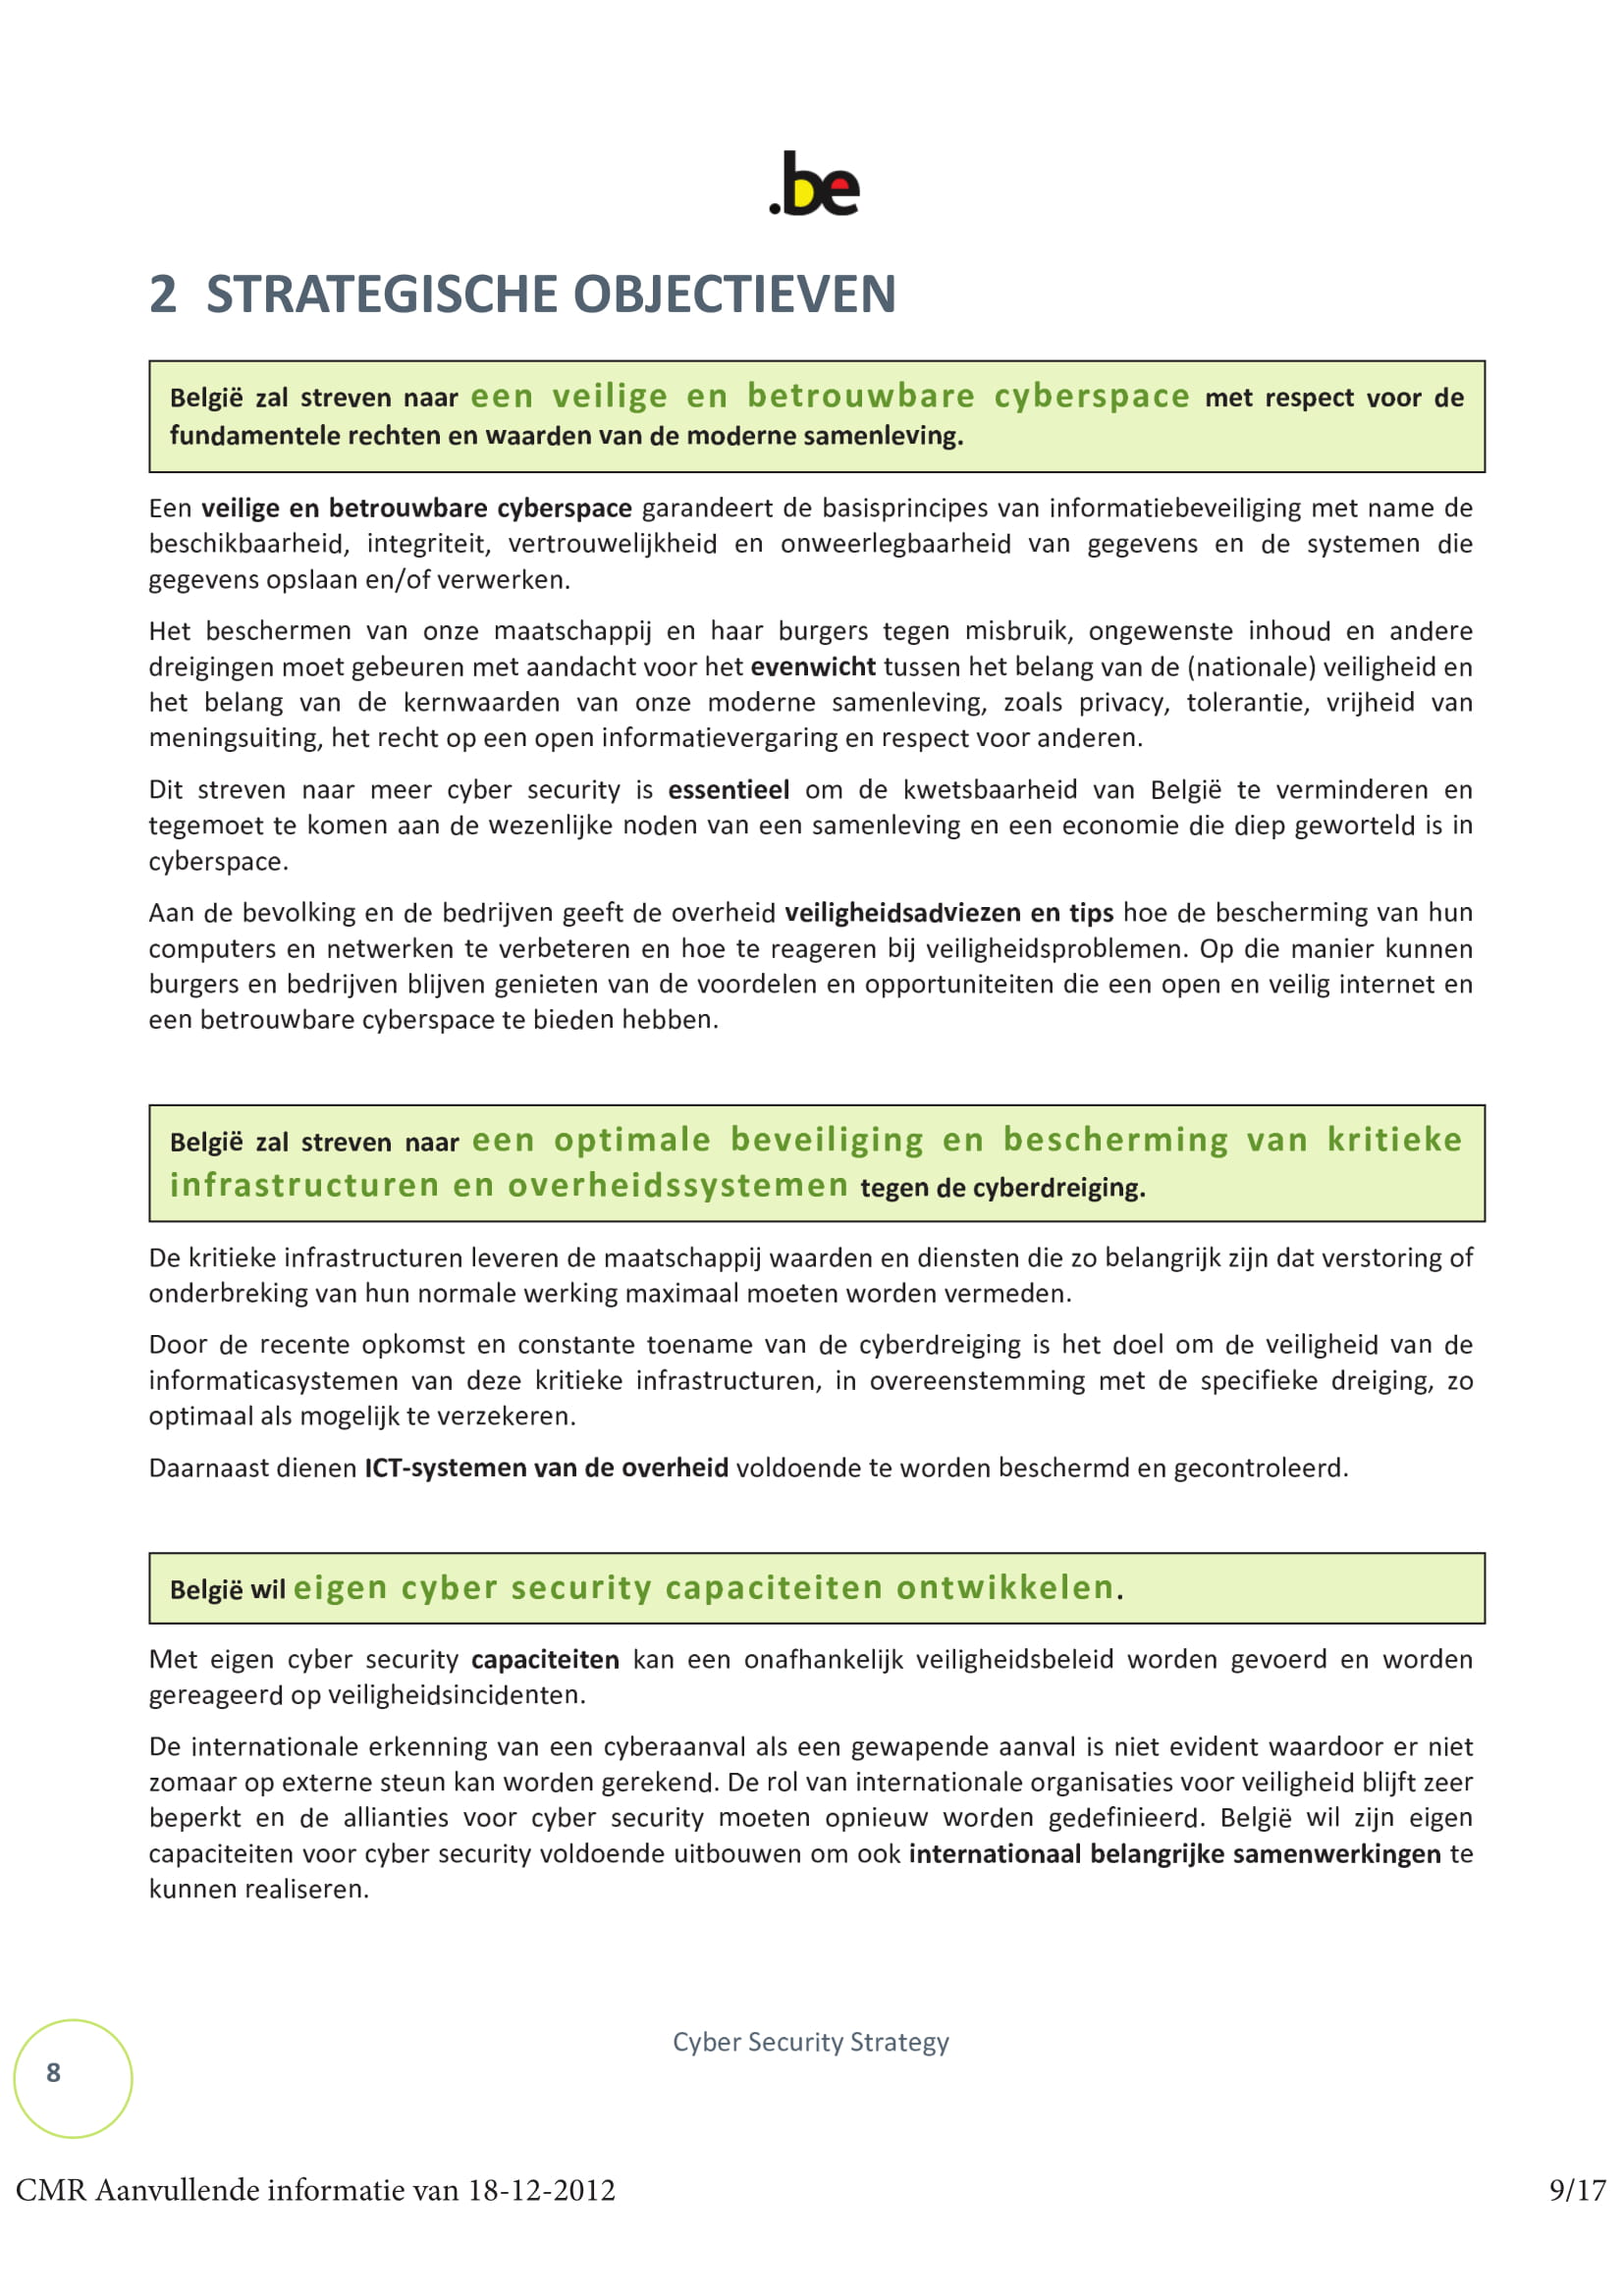 .be
2 STRATEGISCHE OBJECTIEVEN
België zal streven naar een veilige en betrouwbare cyberspace met respect voor de
fundamentele rechten en waarden van de moderne samenleving.
Een veilige en betrouwbare cyberspace garandeert de basisprincipes van informatiebeveiliging met name de
beschikbaarheid, integriteit, vertrouwelijkheid en onweerlegbaarheid van gegevens en de systemen die
gegevens opslaan en/of verwerken.
Het beschermen van onze maatschappij en haar burgers tegen misbruik, ongewenste inhoud en andere
dreigingen moet gebeuren met aandacht voor het evenwicht tussen het belang van de (nationale) veiligheid en
het belang van de kernwaarden van onze moderne samenleving, zoals privacy, tolerantie, vrijheid van
meningsuiting, het recht op een open informatievergaring en respect voor anderen.
Dit streven naar meer cyber security is essentieel om de kwetsbaarheid van België te verminderen en
tegemoet te komen aan de wezenlijke noden van een samenleving en een economie die diep geworteld is in
cyberspace.
Aan de bevolking en de bedrijven geeft de overheid veiligheidsadviezen en tips hoe de bescherming van hun
computers en netwerken te verbeteren en hoe te reageren bij veiligheidsproblemen. Op die manier kunnen
burgers en bedrijven blijven genieten van de voordelen en opportuniteiten die een open en veilig internet en
een betrouwbare cyberspace te bieden hebben.
België zal streven naar een optimale beveiliging en bescherming van kritieke
infrastructuren en overheidssystemen tegen de cyberdreiging.
De kritieke infrastructuren leveren de maatschappij waarden en diensten die zo belangrijk zijn dat verstoring of
onderbreking van hun normale werking maximaal moeten worden vermeden.
Door de recente opkomst en constante toename van de cyberdreiging is het doel om de veiligheid van de
informaticasystemen van deze kritieke infrastructuren, in overeenstemming met de specifieke dreiging, zo
optimaal als mogelijk te verzekeren.
Daarnaast dienen ICT-systemen van de overheid voldoende te worden beschermd en gecontroleerd.
België wil eigen cyber security capaciteiten ontwikkelen.
Met eigen cyber security capaciteiten kan een onafhankelijk veiligheidsbeleid worden gevoerd en worden
gereageerd op veiligheidsincidenten.
De internationale erkenning van een cyberaanval als een gewapende aanval is niet evident waardoor er niet
zomaar op externe steun kan worden gerekend. De rol van internationale organisaties voor veiligheid blijft zeer
beperkt en de allianties voor cyber security moeten opnieuw worden gedefinieerd. België wil zijn eigen
capaciteiten voor cyber security voldoende uitbouwen om ook internationaal belangrijke samenwerkingen te
kunnen realiseren.
Cyber Security Strategy
8
CMR Aanvullende informatie van 18-12-2012 9/17